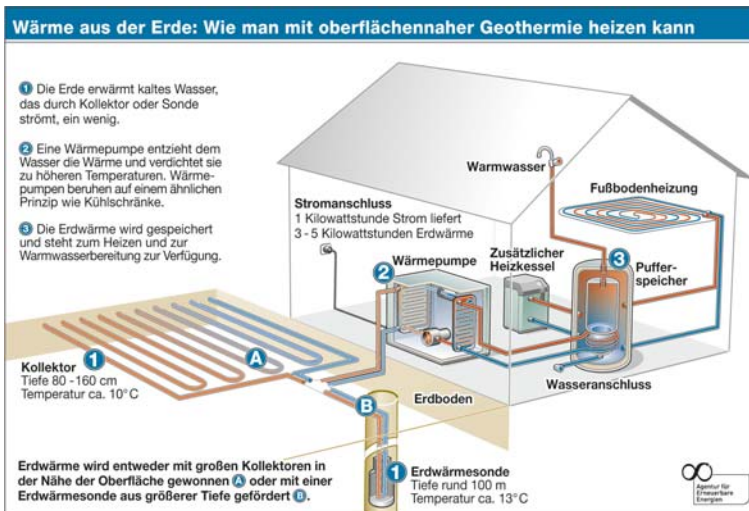 Wärme aus der Erde: Wie man mit oberflächennaher Geothermie heizen kann
1 Die Erde erwärmt kaltes Wasser,
das durch Kollektor oder Sonde
strömt, ein wenig.
2 Eine Wärmepumpe entzieht dem
Wasser die Wärme und verdichtet sie
zu höheren Temperaturen. Wärme-
pumpen beruhen auf einem ähnlichen
Prinzip wie Kühlschränke.
3 Die Erdwärme wird gespeichert
und steht zum Heizen und zur
Warmwasserbereitung zur Verfügung.
Warmwasser
Fußbodenheizung
Stromanschluss
1 Kilowattstunde Strom liefert
3 - 5 Kilowattstunden Erdwärme
2
Wärmepumpe
Zusätzlicher
Heizkessel
3
Puffer-
speicher
Wasseranschluss
1
Kollektor
Tiefe 80 - 160 cm
Temperatur ca. 10°C
A
B
Erdboden
1
Erdwärmesonde
Tiefe rund 100 m
Temperatur ca. 13°C
Erdwärme wird entweder mit großen Kollektoren in
der Nähe der Oberfläche gewonnen A oder mit einer
Erdwärmesonde aus größerer Tiefe gefördert B.
Agentur für
Erneuerbare
Energien